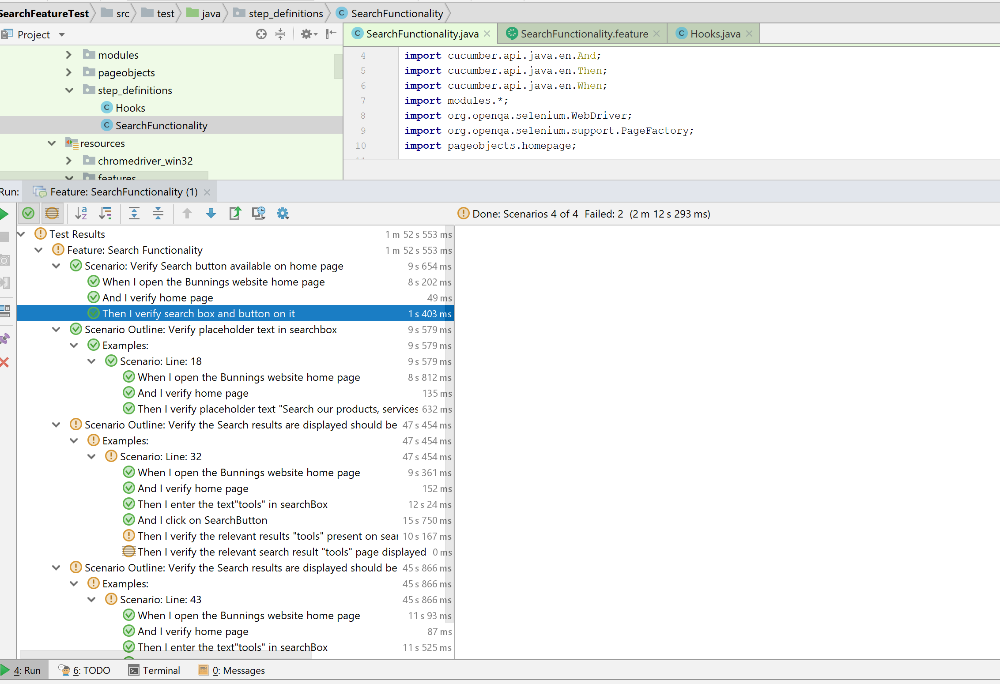 SearchFeatureTest src test java step_definitions C SearchFunctionality
Project
C SearchFunctionality.java SearchFunctionality.feature C Hooks.java
modules
pageobjects
step_definitions
C Hooks
C SearchFunctionality
resources
chromedriver_win32
features
4 import cucumber.api.java.en.And;
5 import cucumber.api.java.en.Then;
6 import cucumber.api.java.en.When;
7 import modules.*;
8 import org.openqa.selenium.WebDriver;
9 import org.openqa.selenium.support.PageFactory;
10 import pageobjects.homepage;
11
Run: Feature: SearchFunctionality (1)
Done: Scenarios 4 of 4 Failed: 2 (2 m 12 s 293 ms)
Test Results 1 m 52 s 553 ms
Feature: Search Functionality 1 m 52 s 553 ms
Scenario: Verify Search button available on home page 9 s 654 ms
When I open the Bunnings website home page 8 s 202 ms
And I verify home page 49 ms
Then I verify search box and button on it 1 s 403 ms
Scenario Outline: Verify placeholder text in searchbox 9 s 579 ms
Examples: 9 s 579 ms
Scenario: Line: 18 9 s 579 ms
When I open the Bunnings website home page 8 s 812 ms
And I verify home page 135 ms
Then I verify placeholder text "Search our products, services 632 ms
Scenario Outline: Verify the Search results are displayed should be 47 s 454 ms
Examples: 47 s 454 ms
Scenario: Line: 32 47 s 454 ms
When I open the Bunnings website home page 9 s 361 ms
And I verify home page 152 ms
Then I enter the text"tools" in searchBox 12 s 24 ms
And I click on SearchButton 15 s 750 ms
Then I verify the relevant results "tools" present on sear 10 s 167 ms
Then I verify the relevant search result "tools" page displayed 0 ms
Scenario Outline: Verify the Search results are displayed should be 45 s 866 ms
Examples: 45 s 866 ms
Scenario: Line: 43 45 s 866 ms
When I open the Bunnings website home page 11 s 93 ms
And I verify home page 87 ms
Then I enter the text"tools" in searchBox 11 s 525 ms
4: Run 6: TODO Terminal 0: Messages